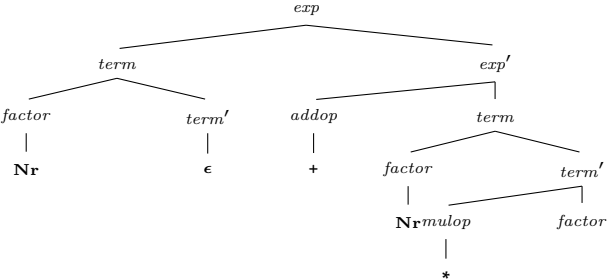 exp
term exp′
factor term′ addop term
Nr ϵ + factor term′
Nr mulop factor
*